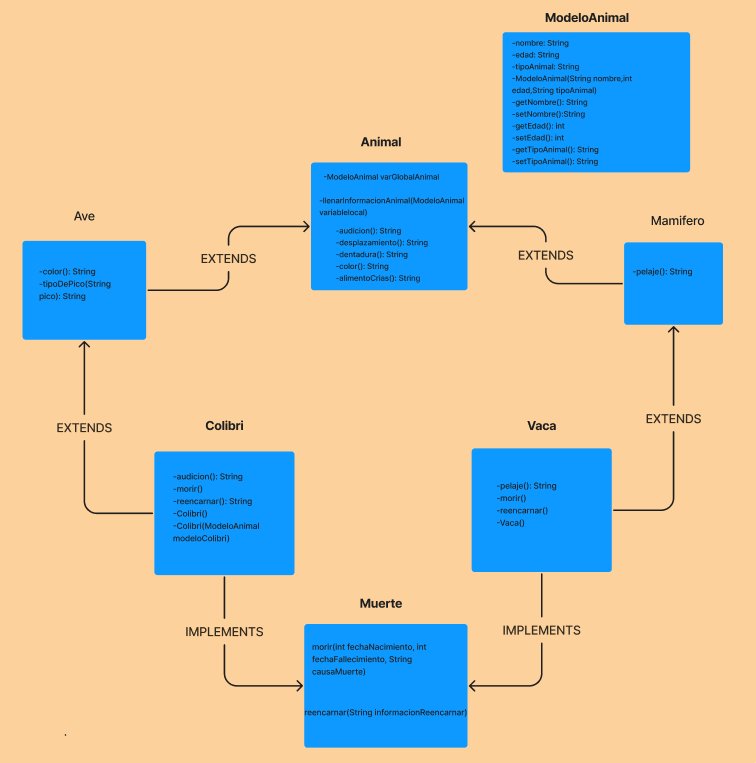 ModeloAnimal
-nombre: String
-edad: String
-tipoAnimal: String
-ModeloAnimal(String nombre,int
edad,String tipoAnimal)
-getNombre(): String
-setNombre():String
-getEdad(): int
-setEdad(): int
-getTipoAnimal(): String
-setTipoAnimal(): String
Animal
-ModeloAnimal varGlobalAnimal
-llenarInformacionAnimal(ModeloAnimal
variablelocal)
-audicion(): String
-desplazamiento(): String
-dentadura(): String
-color(): String
-alimentoCrias(): String
Ave
-color(): String
-tipoDePico(String
pico): String
EXTENDS
Mamifero
-pelaje(): String
EXTENDS
EXTENDS
EXTENDS
Colibri
-audicion(): String
-morir()
-reencarnar(): String
-Colibri()
-Colibri(ModeloAnimal
modeloColibri)
Vaca
-pelaje(): String
-morir()
-reencarnar()
-Vaca()
IMPLEMENTS
IMPLEMENTS
Muerte
morir(int fechaNacimiento, int
fechaFallecimiento, String
causaMuerte)
reencarnar(String informacionReencarnar)
.